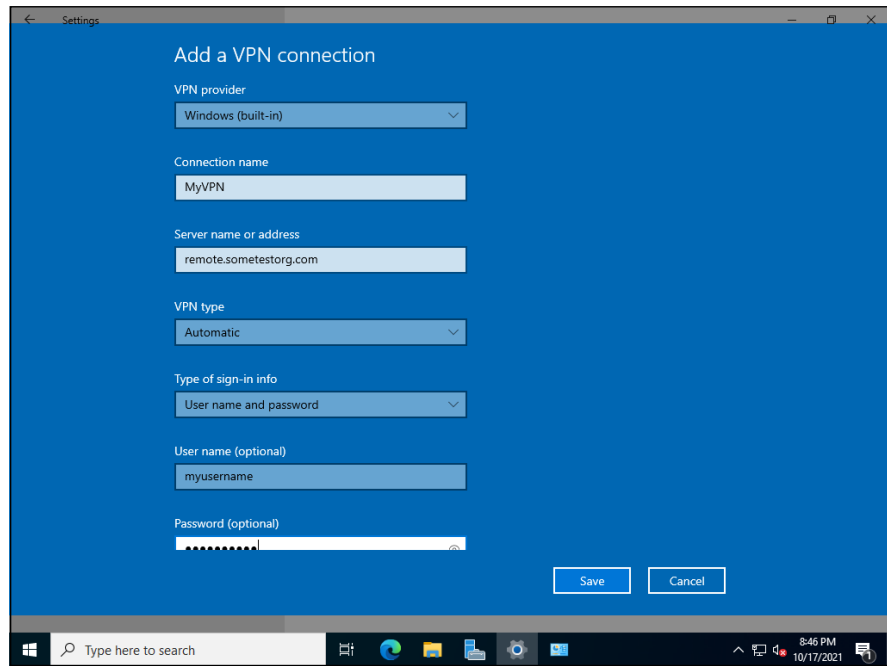 Settings
Add a VPN connection
VPN provider
Windows (built-in)
Connection name
MyVPN
Server name or address
remote.sometestorg.com
VPN type
Automatic
Type of sign-in info
User name and password
User name (optional)
myusername
Password (optional)
Save
Cancel
Type here to search
8:46 PM
10/17/2021
1